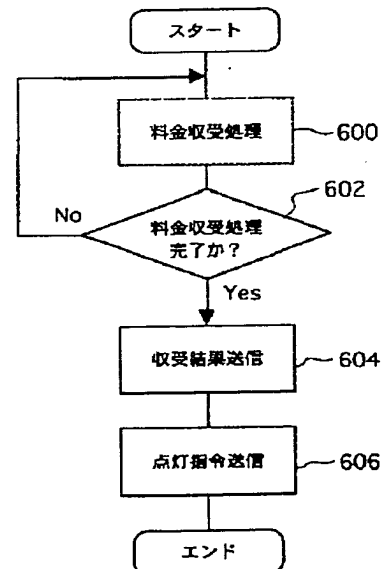 スタート
料金収受処理
600
602
料金収受処理
完了か?
No
Yes
収受結果送信
604
点灯指令送信
606
エンド